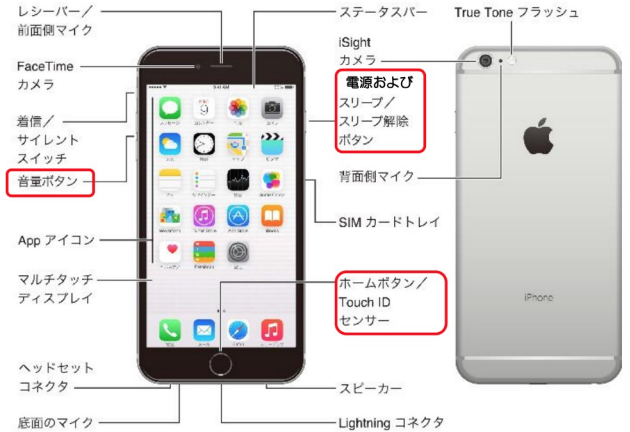 レシーバー／
前面側マイク
FaceTime
カメラ
着信／
サイレント
スイッチ
音量ボタン
App アイコン
マルチタッチ
ディスプレイ
ヘッドセット
コネクタ
底面のマイク
ステータスバー
iSight
カメラ
電源および
スリープ／
スリープ解除
ボタン
背面側マイク
SIM カードトレイ
ホームボタン／
Touch ID
センサー
スピーカー
Lightning コネクタ
True Tone フラッシュ
9:41 AM
9
iPhone